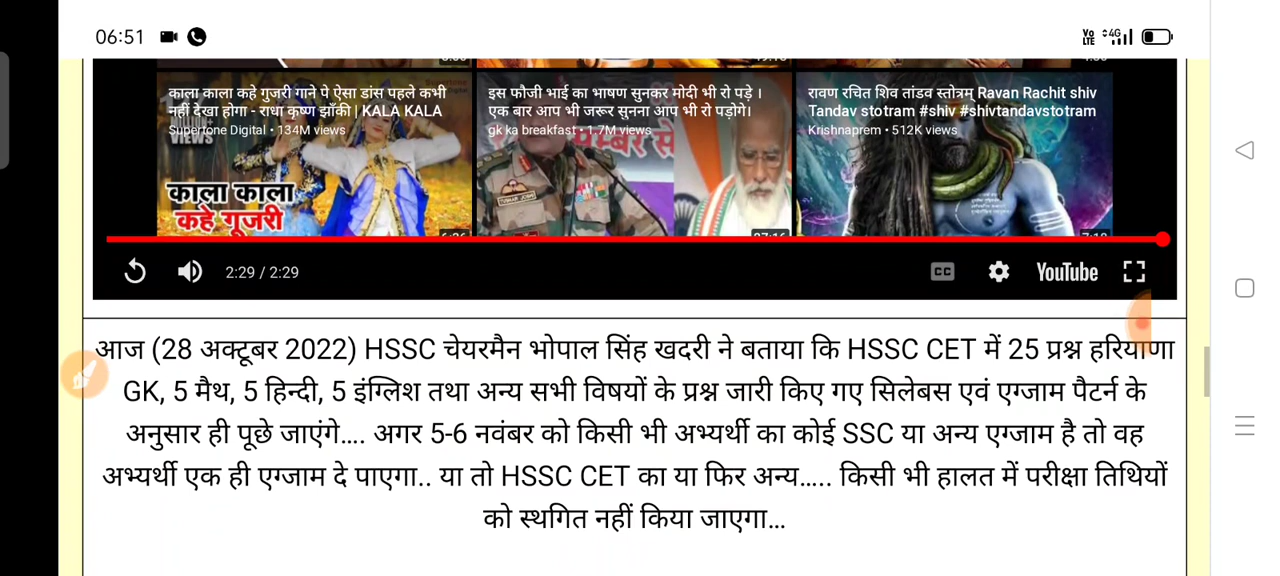 06:51
Vo LTE 4G
काला काला कहे गुजरी गाने पे ऐसा डांस पहले कभी
नहीं देखा होगा - राधा कृष्ण झाँकी | KALA KALA
Supertone Digital • 134M views
VIEWS
काला काला
कहे गूजरी
इस फौजी भाई का भाषण सुनकर मोदी भी रो पड़े ।
एक बार आप भी जरूर सुनना आप भी रो पड़ोगे।
gk ka breakfast • 1.7M views
रावण रचित शिव तांडव स्तोत्रम् Ravan Rachit shiv
Tandav stotram #shiv #shivtandavstotram
Krishnaprem • 512K views
2:29 / 2:29
CC
YouTube
आज (28 अक्टूबर 2022) HSSC चेयरमैन भोपाल सिंह खदरी ने बताया कि HSSC CET में 25 प्रश्न हरियाणा
GK, 5 मैथ, 5 हिन्दी, 5 इंग्लिश तथा अन्य सभी विषयों के प्रश्न जारी किए गए सिलेबस एवं एग्जाम पैटर्न के
अनुसार ही पूछे जाएंगे.... अगर 5-6 नवंबर को किसी भी अभ्यर्थी का कोई SSC या अन्य एग्जाम है तो वह
अभ्यर्थी एक ही एग्जाम दे पाएगा.. या तो HSSC CET का या फिर अन्य..... किसी भी हालत में परीक्षा तिथियों
को स्थगित नहीं किया जाएगा...